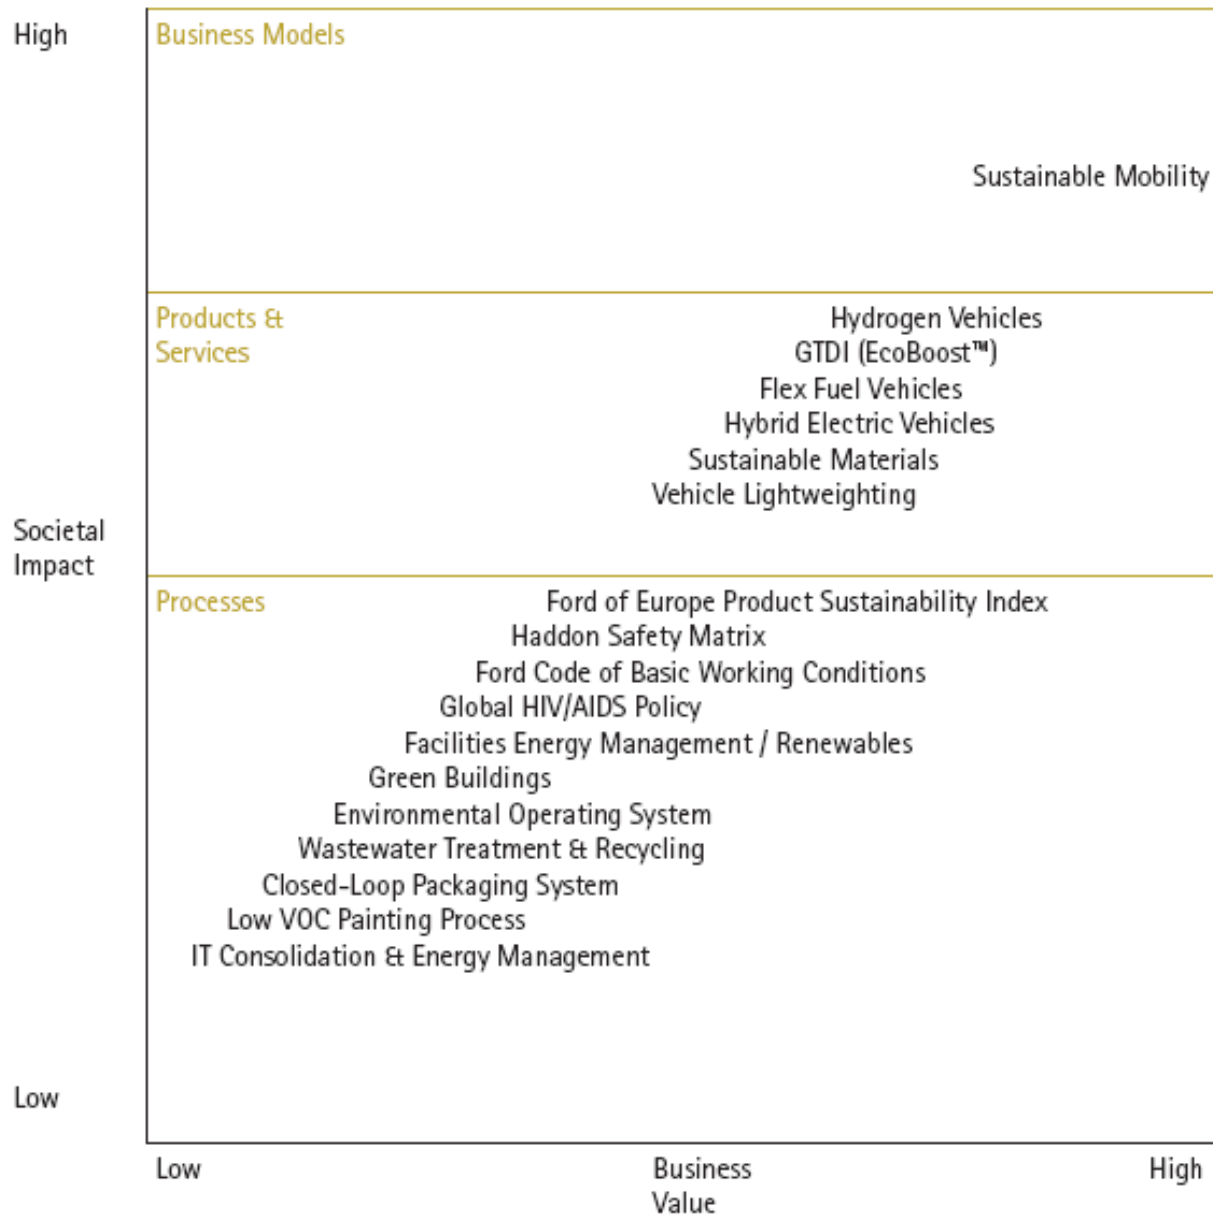 High
Business Models
Sustainable Mobility
Products &
Services
Hydrogen Vehicles
GTDI (EcoBoost™)
Flex Fuel Vehicles
Hybrid Electric Vehicles
Sustainable Materials
Vehicle Lightweighting
Societal
Impact
Processes
Ford of Europe Product Sustainability Index
Haddon Safety Matrix
Ford Code of Basic Working Conditions
Global HIV/AIDS Policy
Facilities Energy Management / Renewables
Green Buildings
Environmental Operating System
Wastewater Treatment & Recycling
Closed-Loop Packaging System
Low VOC Painting Process
IT Consolidation & Energy Management
Low
Low
Business
Value
High